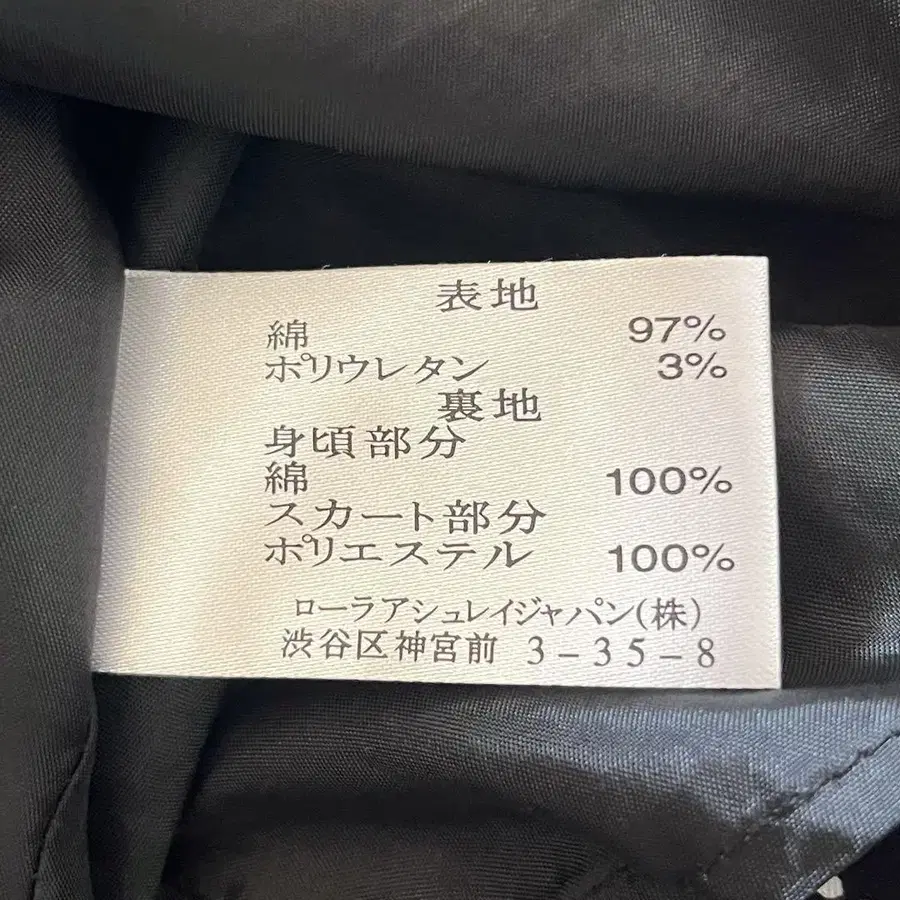 表地
綿 97%
ポリウレタン 3%
裏地
身頃部分
綿 100%
スカート部分
ポリエステル 100%
ローラアシュレイジャパン(株)
渋谷区神宮前 3-35-8